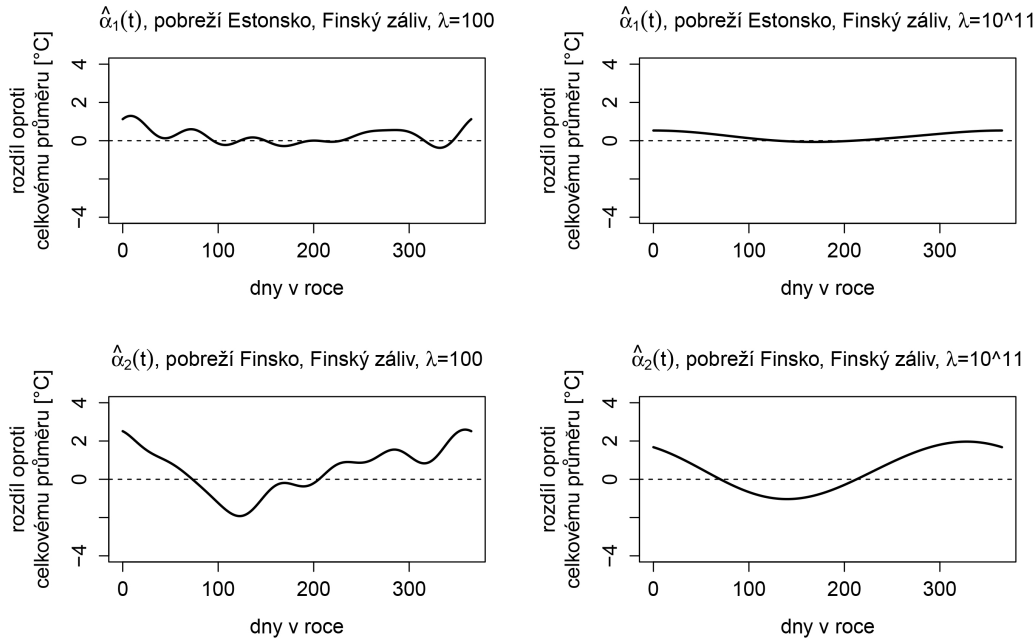 α̂₁(t), pobreží Estonsko, Finský záliv, λ=100
rozdíl oproti
celkovému průměru [°C]
4
2
0
−4
0
100
200
300
dny v roce
α̂₁(t), pobreží Estonsko, Finský záliv, λ=10^11
rozdíl oproti
celkovému průměru [°C]
4
2
0
−4
0
100
200
300
dny v roce
α̂₂(t), pobreží Finsko, Finský záliv, λ=100
rozdíl oproti
celkovému průměru [°C]
4
2
0
−4
0
100
200
300
dny v roce
α̂₂(t), pobreží Finsko, Finský záliv, λ=10^11
rozdíl oproti
celkovému průměru [°C]
4
2
0
−4
0
100
200
300
dny v roce